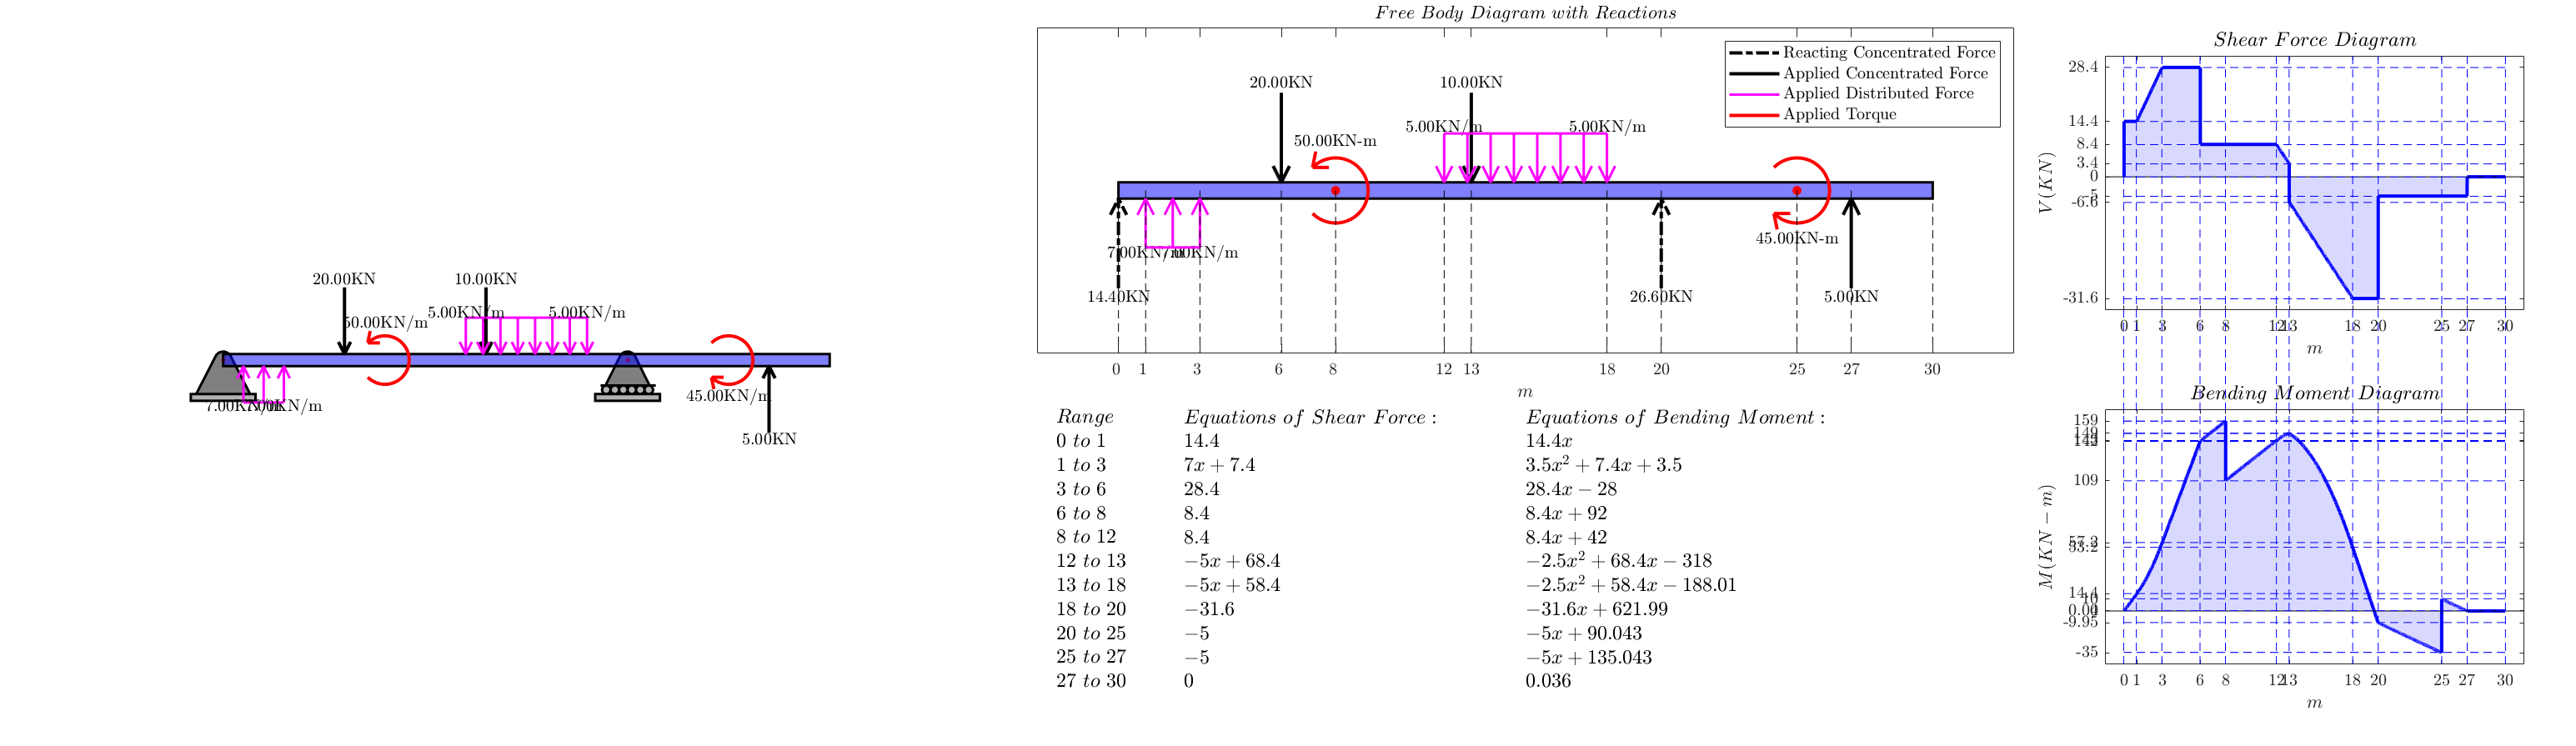 20.00KN
10.00KN
50.00KN/m
5.00KN/m
5.00KN/m
7.00KN/m
7.00KN/m
45.00KN/m
5.00KN
Free Body Diagram with Reactions
Reacting Concentrated Force
Applied Concentrated Force
Applied Distributed Force
Applied Torque
20.00KN
10.00KN
50.00KN-m
5.00KN/m
5.00KN/m
7.00KN/m
7.00KN/m
45.00KN-m
14.40KN
26.60KN
5.00KN
0 1 3 6 8 12 13 18 20 25 27 30
m
Range Equations of Shear Force : Equations of Bending Moment :
0 to 1 14.4 14.4x
1 to 3 7x + 7.4 3.5x² + 7.4x + 3.5
3 to 6 28.4 28.4x − 28
6 to 8 8.4 8.4x + 92
8 to 12 8.4 8.4x + 42
12 to 13 −5x + 68.4 −2.5x² + 68.4x − 318
13 to 18 −5x + 58.4 −2.5x² + 58.4x − 188.01
18 to 20 −31.6 −31.6x + 621.99
20 to 25 −5 −5x + 90.043
25 to 27 −5 −5x + 135.043
27 to 30 0 0.036
Shear Force Diagram
V(KN)
28.4
14.4
8.4
3.4
0
-6.6
-31.6
0 1 3 6 8 12 13 18 20 25 27 30
m
Bending Moment Diagram
M(KN − m)
159
149
142
109
53.2
14.4
10
-9.95
-35
0 1 3 6 8 12 13 18 20 25 27 30
m